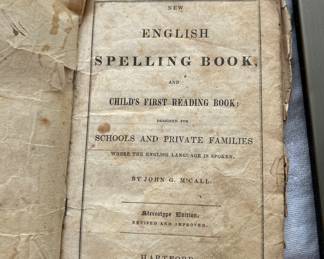 NEW
ENGLISH
SPELLING BOOK,
AND
CHILD'S FIRST READING BOOK;
DESIGNED FOR
SCHOOLS AND PRIVATE FAMILIES
WHERE THE ENGLISH LANGUAGE IS SPOKEN.
BY JOHN G. M'CALL.
Stereotype Edition,
REVISED AND IMPROVED.
HARTFORD